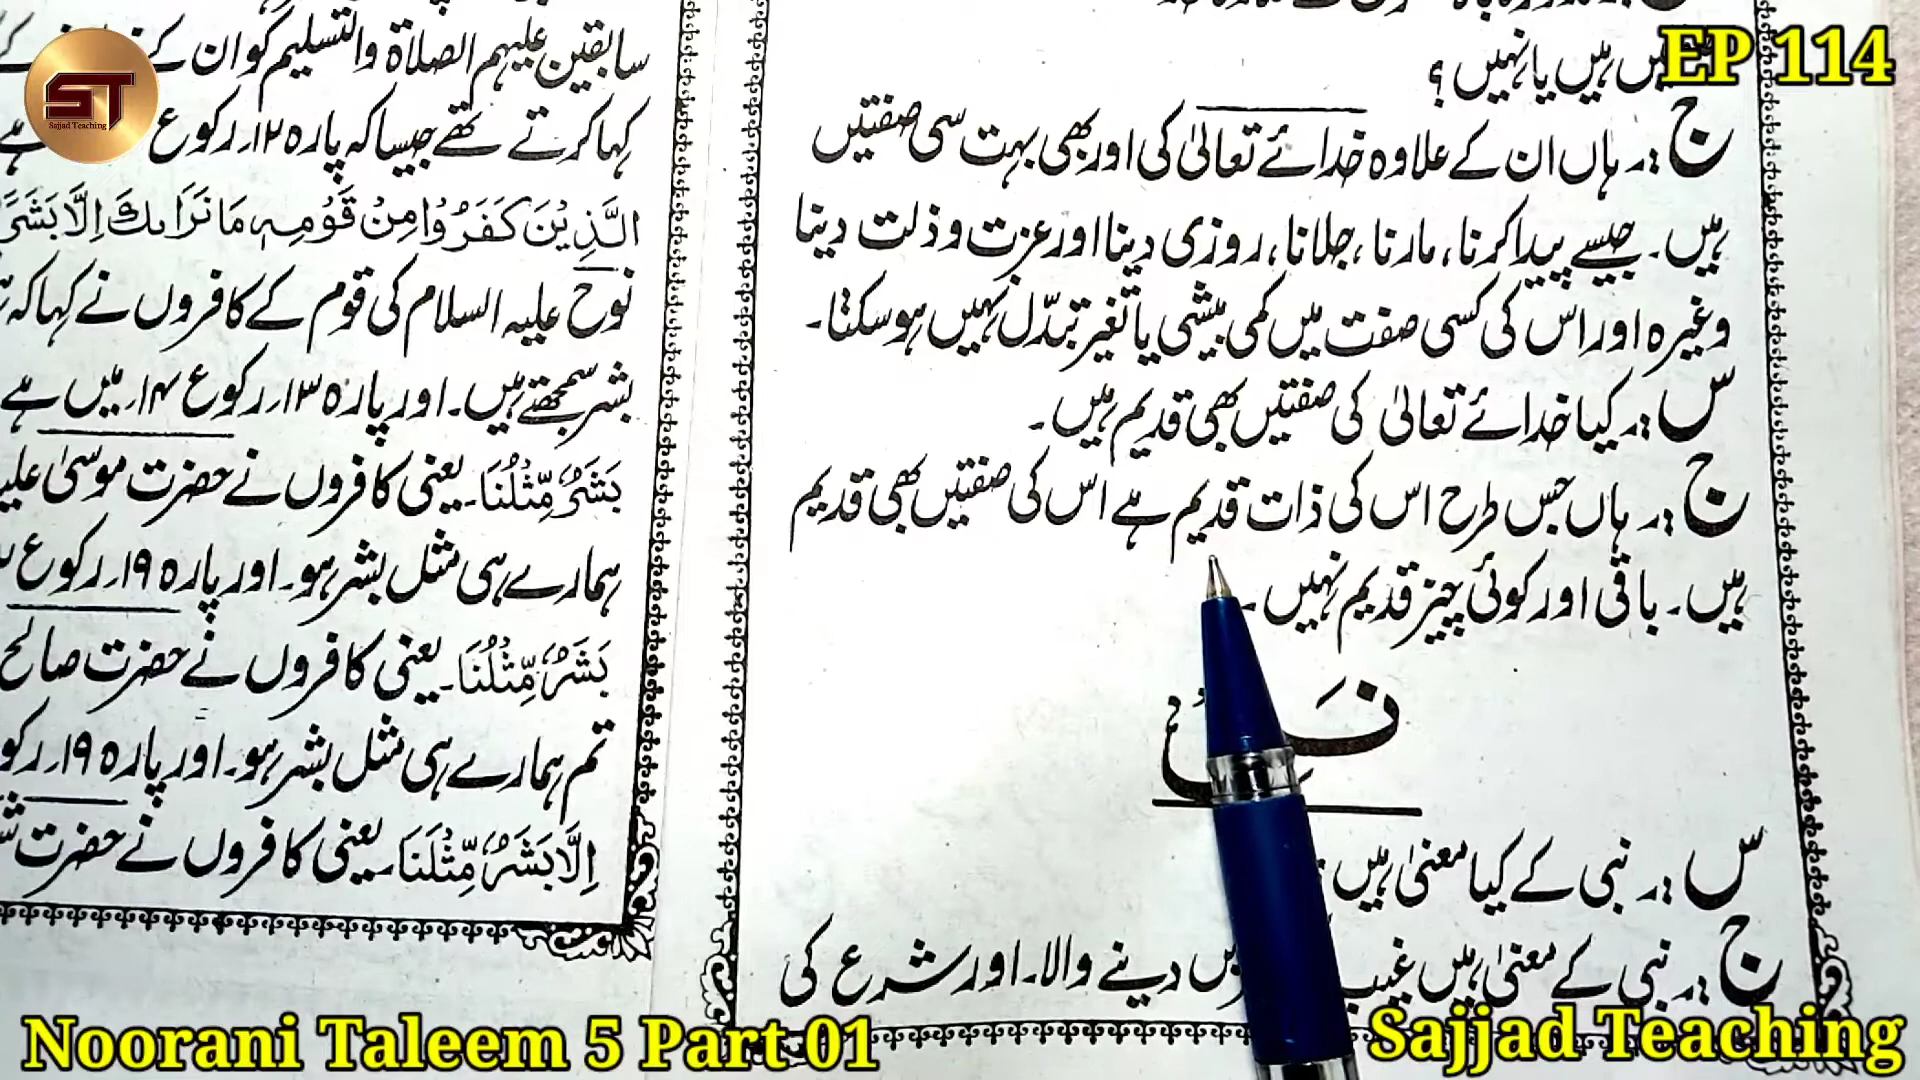 EP 114
ST
Sajjad Teaching
ہیں یا نہیں ؟
ج :۔ ہاں ان کے علاوہ خدائے تعالیٰ کی اور بھی بہت سی صفتیں
ہیں۔ جیسے پیدا کرنا، مارنا، جلانا، روزی دینا اور عزت و ذلت دینا
وغیرہ اور اس کی کسی صفت میں کمی بیشی یا تغیر تبدّل نہیں ہو سکتا۔
س :۔ کیا خدائے تعالیٰ کی صفتیں بھی قدیم ہیں۔
ج :۔ ہاں جس طرح اس کی ذات قدیم ہے اس کی صفتیں بھی قدیم
ہیں۔ باقی اور کوئی چیز قدیم نہیں۔
س :۔ نبی کے کیا معنیٰ ہیں
ج :۔ نبی کے معنیٰ ہیں غیب دینے والا۔ اور شرع کی
سابقین علیہم الصلاۃ والتسلیم کو ان کے
کہا کرتے تھے جیسا کہ پارہ ۱۲، رکوع ہے
الَّذِیْنَ کَفَرُوْا مِنْ قَوْمِہٖ مَا نَرٰىكَ اِلَّا بَشَرًا
نوح علیہ السلام کی قوم کے کافروں نے کہا کہ
بشر سمجھتے ہیں۔ اور پارہ ۱۳، رکوع ۱۴، میں ہے
بَشَرٌ مِّثْلُنَا۔ یعنی کافروں نے حضرت موسیٰ
ہمارے ہی مثل بشر ہو۔ اور پارہ ۱۹، رکوع
بَشَرٌ مِّثْلُنَا۔ یعنی کافروں نے حضرت صالح
تم ہمارے ہی مثل بشر ہو۔ اور پارہ ۱۹،
اِلَّا بَشَرٌ مِّثْلُنَا۔ یعنی کافروں نے حضرت
Noorani Taleem 5 Part 01
Sajjad Teaching